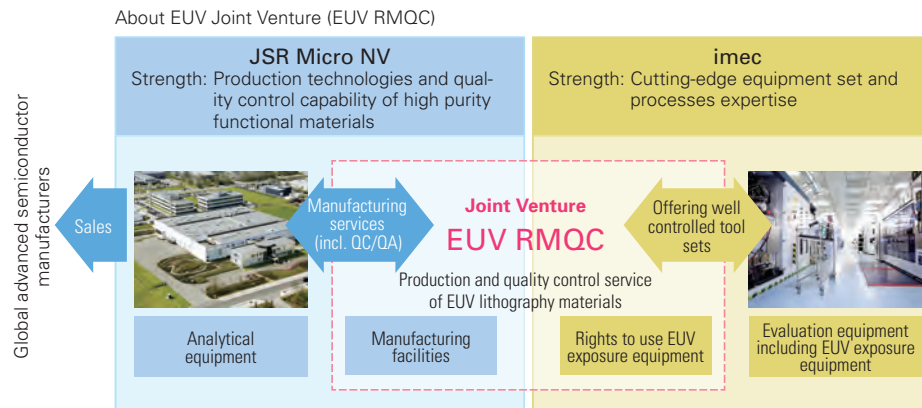 About EUV Joint Venture (EUV RMQC)
JSR Micro NV
Strength: Production technologies and qual-
ity control capability of high purity
functional materials
imec
Strength: Cutting-edge equipment set and
processes expertise
Global advanced semiconductor
manufacturers
Sales
Manufacturing
services
(incl. QC/QA)
Joint Venture
EUV RMQC
Offering well
controlled tool
sets
Production and quality control service
of EUV lithography materials
Analytical
equipment
Manufacturing
facilities
Rights to use EUV
exposure equipment
Evaluation equipment
including EUV exposure
equipment